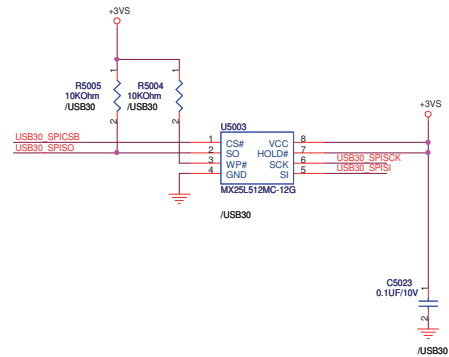 +3VS
1
1
R5005
10KOhm
/USB30
R5004
10KOhm
/USB30
2
2
+3VS
U5003
USB30_SPICSB
1
CS#
VCC
8
USB30_SPISO
2
SO
HOLD#
7
3
WP#
SCK
6
USB30_SPISCK
4
GND
SI
5
USB30_SPISI
MX25L512MC-12G
/USB30
1
C5023
0.1UF/10V
2
/USB30